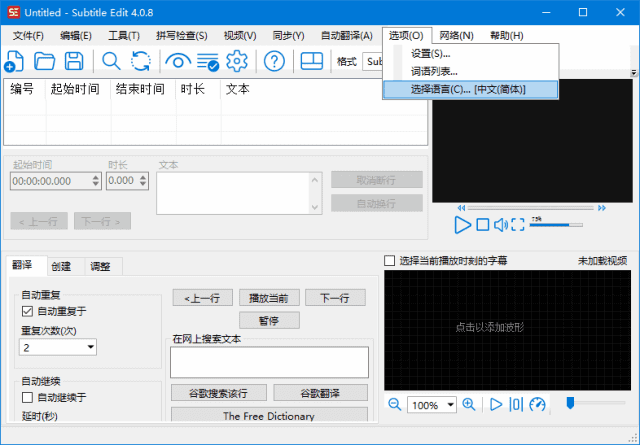 Untitled - Subtitle Edit 4.0.8
文件(F) 编辑(E) 工具(T) 拼写检查(S) 视频(V) 同步(Y) 自动翻译(A) 选项(O) 网络(N) 帮助(H)
格式 Sub
设置(S)...
词语列表...
选择语言(C)... [中文(简体)]
编号 起始时间 结束时间 时长 文本
起始时间 时长 文本
00:00:00.000 0.000
取消断行
自动换行
< 上一行 下一行 >
75%
翻译 创建 调整
选择当前播放时刻的字幕 未加载视频
自动重复
自动重复于
重复次数(次)
2
<上一行 播放当前 下一行
暂停
在网上搜索文本
谷歌搜索该行 谷歌翻译
The Free Dictionary
自动继续
自动继续于
延时(秒)
点击以添加波形
100%